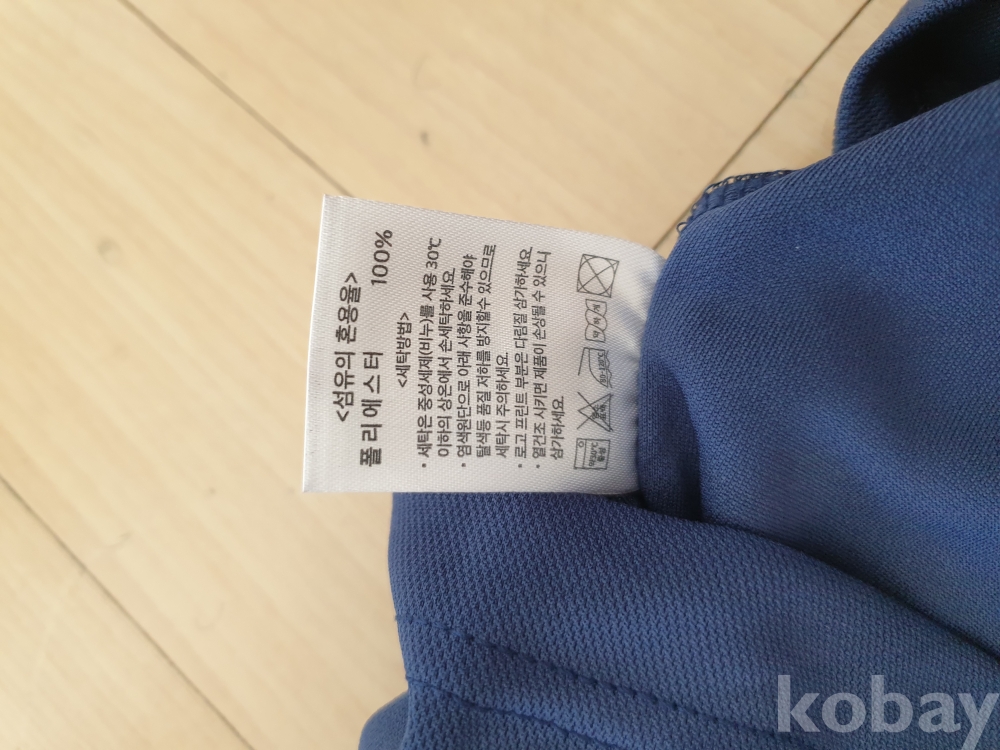 <섬유의 혼용율>
폴리에스터 100%
<세탁방법>
• 세탁은 중성세제(비누)를 사용 30℃
이하의 상온에서 손세탁하세요.
• 염색원단으로 아래 사항을 준수해야
탈색등 품질 저하를 방지할수 있으므로
세탁시 주의하세요.
• 로고 프린트 부분은 다림질 삼가하세요.
• 열건조 시키면 제품이 손상될 수 있으니
삼가하세요.
약30℃
중성
kobay